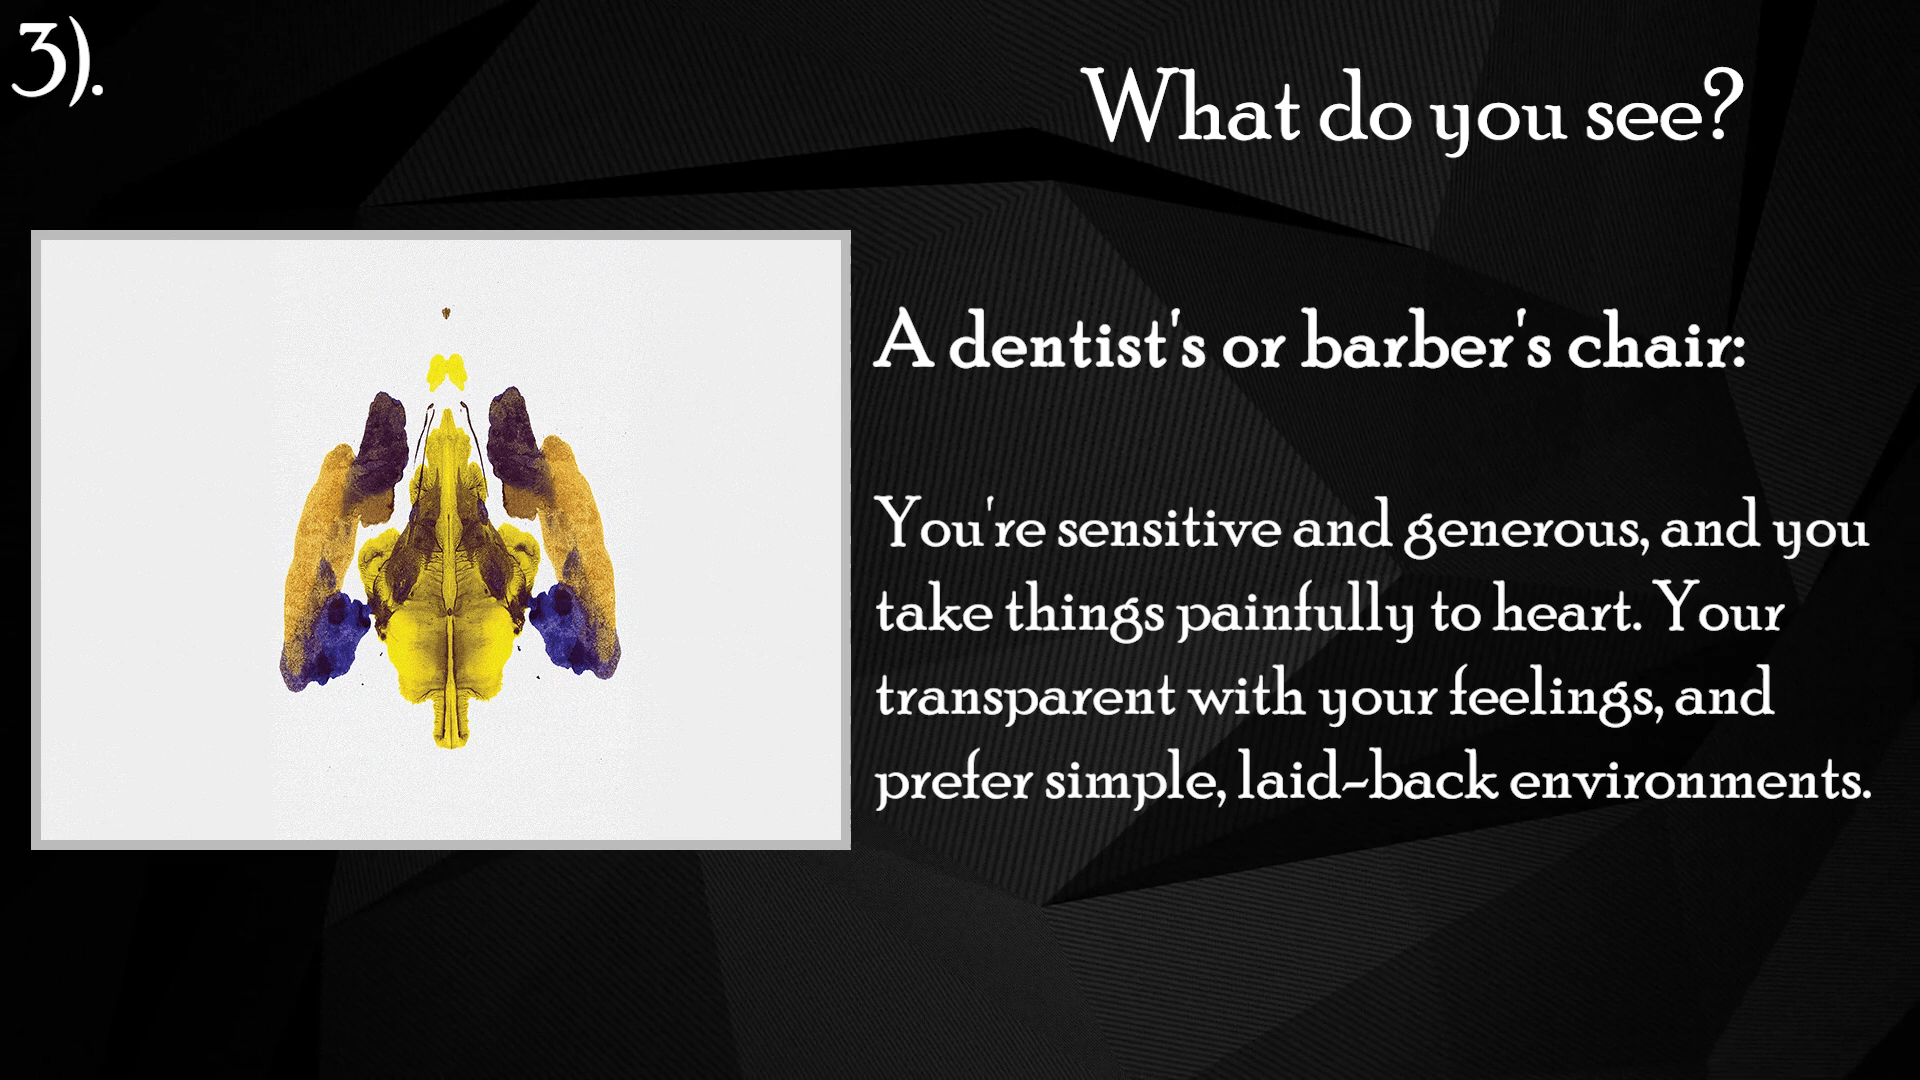 3).
What do you see?
A dentist's or barber's chair:
You're sensitive and generous, and you
take things painfully to heart. Your
transparent with your feelings, and
prefer simple, laid-back environments.